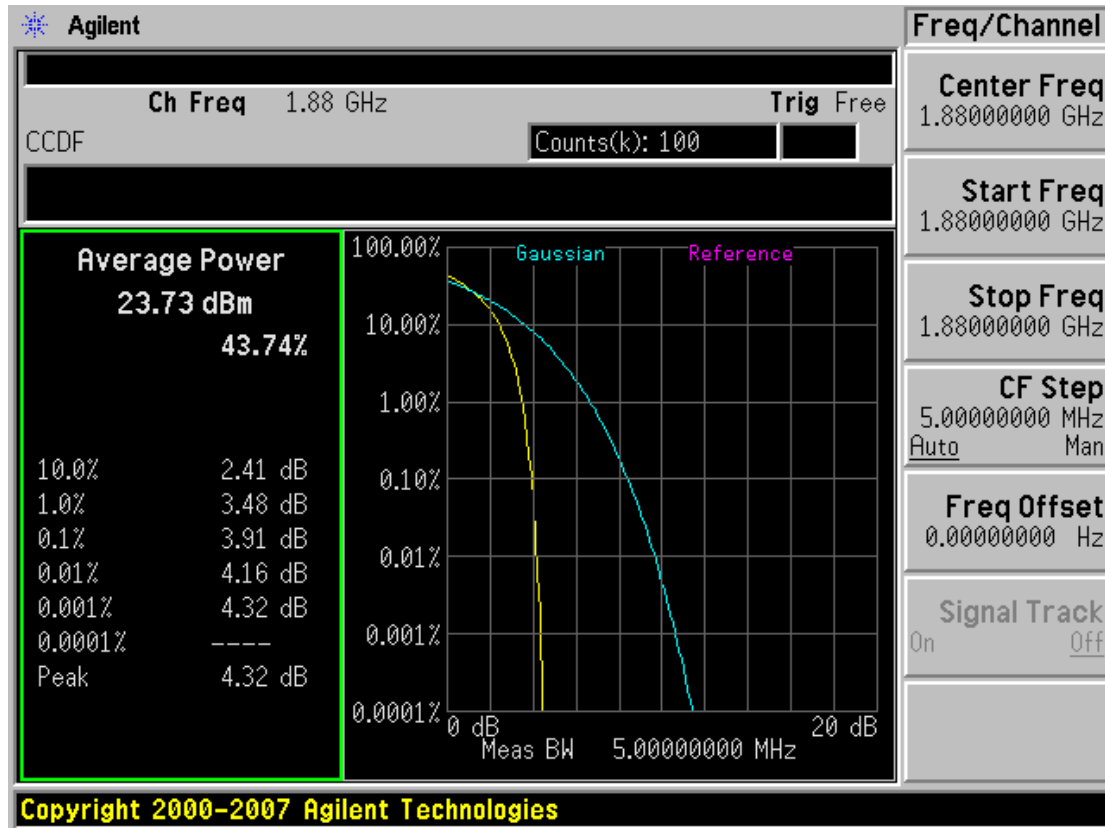 Agilent
Ch Freq 1.88 GHz Trig Free
CCDF Counts(k): 100
Average Power
23.73 dBm
43.74%
10.0% 2.41 dB
1.0% 3.48 dB
0.1% 3.91 dB
0.01% 4.16 dB
0.001% 4.32 dB
0.0001% ----
Peak 4.32 dB
Gaussian Reference
100.00%
10.00%
1.00%
0.10%
0.01%
0.001%
0.0001%
0 dB 20 dB
Meas BW 5.00000000 MHz
Freq/Channel
Center Freq
1.88000000 GHz
Start Freq
1.88000000 GHz
Stop Freq
1.88000000 GHz
CF Step
5.00000000 MHz
Auto Man
Freq Offset
0.00000000 Hz
Signal Track
On Off
Copyright 2000-2007 Agilent Technologies